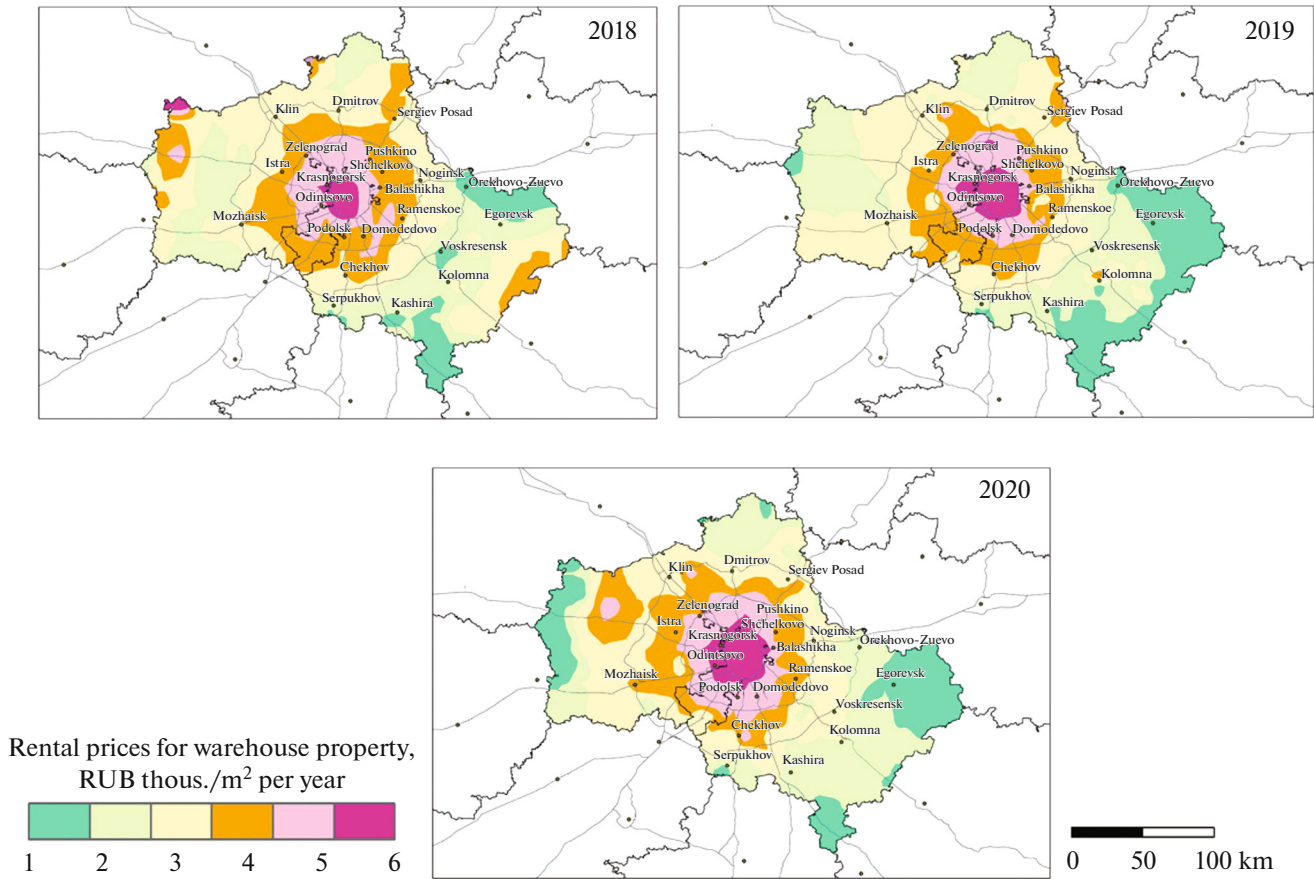 2018
Klin
Dmitrov
Sergiev Posad
Zelenograd
Pushkino
Istra
Shchelkovo
Noginsk
Krasnogorsk
Orekhovo-Zuevo
Balashikha
Odintsovo
Mozhaisk
Ramenskoe
Egorevsk
Podolsk
Domodedovo
Voskresensk
Chekhov
Kolomna
Serpukhov
Kashira
2019
Klin
Dmitrov
Sergiev Posad
Zelenograd
Pushkino
Istra
Shchelkovo
Noginsk
Krasnogorsk
Orekhovo-Zuevo
Balashikha
Odintsovo
Mozhaisk
Ramenskoe
Egorevsk
Podolsk
Domodedovo
Voskresensk
Chekhov
Kolomna
Serpukhov
Kashira
2020
Klin
Dmitrov
Sergiev Posad
Zelenograd
Pushkino
Istra
Shchelkovo
Noginsk
Krasnogorsk
Orekhovo-Zuevo
Balashikha
Odintsovo
Mozhaisk
Ramenskoe
Egorevsk
Podolsk
Domodedovo
Voskresensk
Chekhov
Kolomna
Serpukhov
Kashira
Rental prices for warehouse property,
RUB thous./m² per year
1 2 3 4 5 6
0 50 100 km